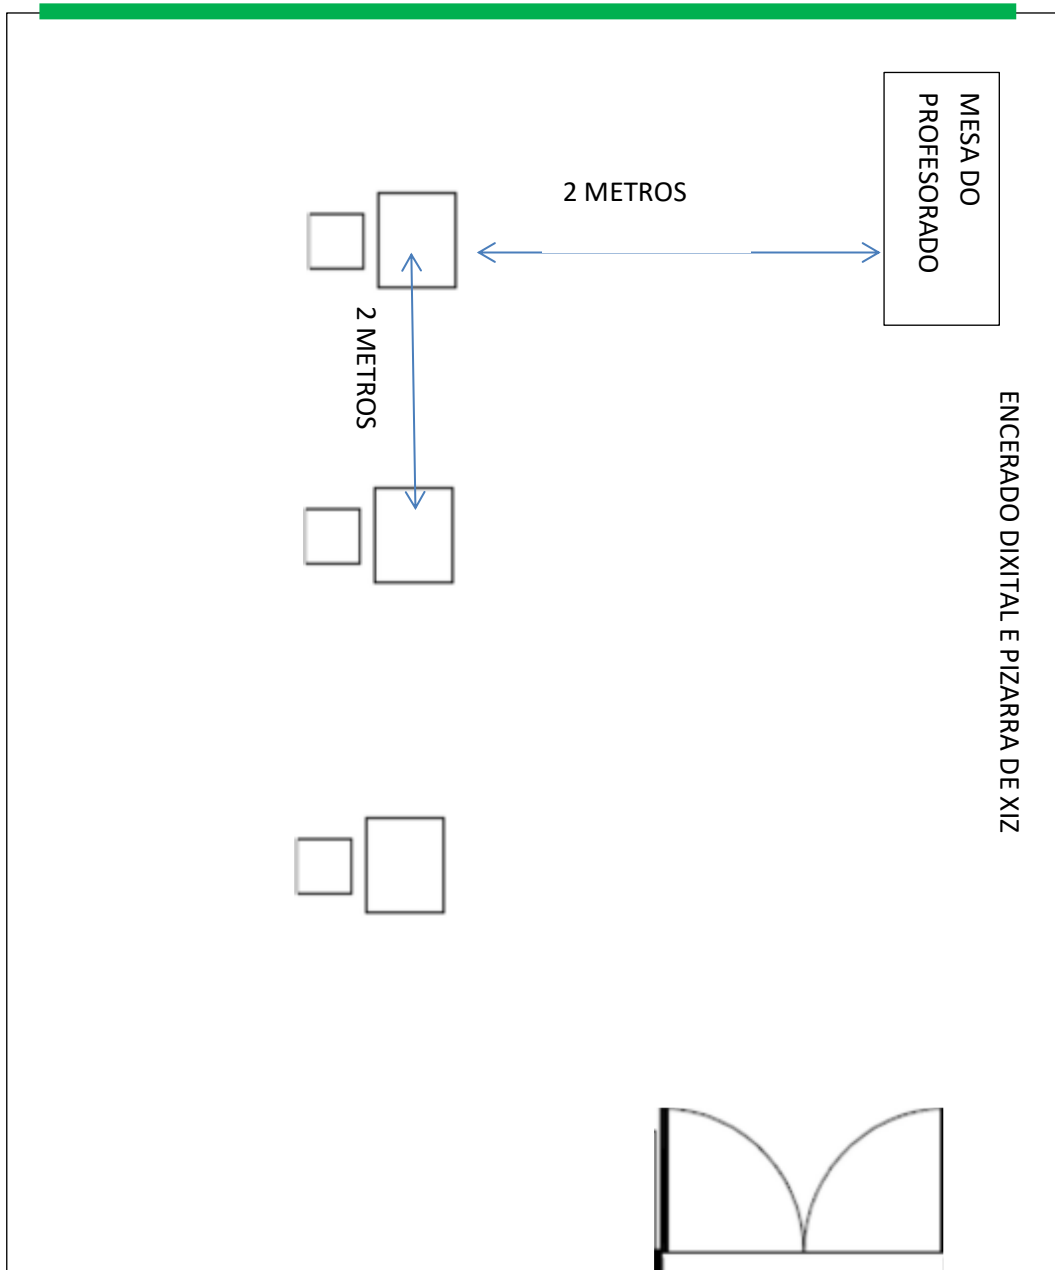 MESA DO
PROFESORADO
2 METROS
2 METROS
ENCERADO DIXITAL E PIZARRA DE XIZ